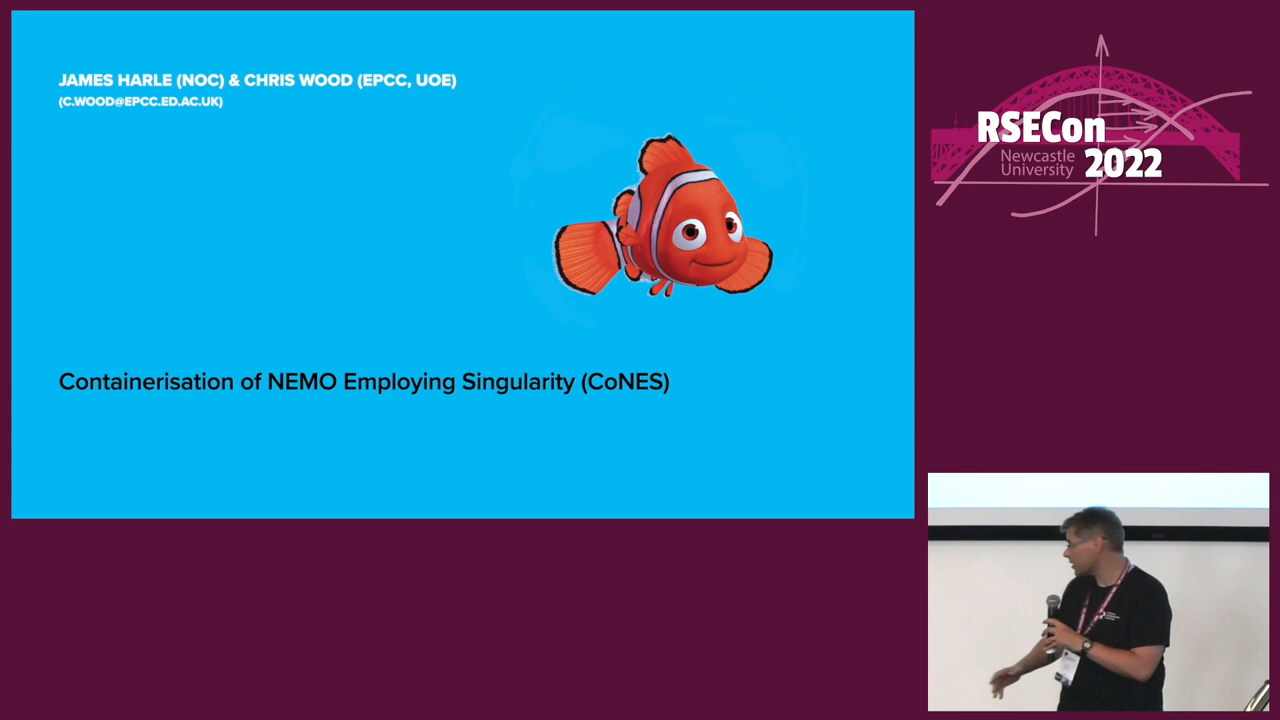 JAMES HARLE (NOC) & CHRIS WOOD (EPCC, UOE)
(C.WOOD@EPCC.ED.AC.UK)
Containerisation of NEMO Employing Singularity (CoNES)
RSECon
Newcastle
University 2022